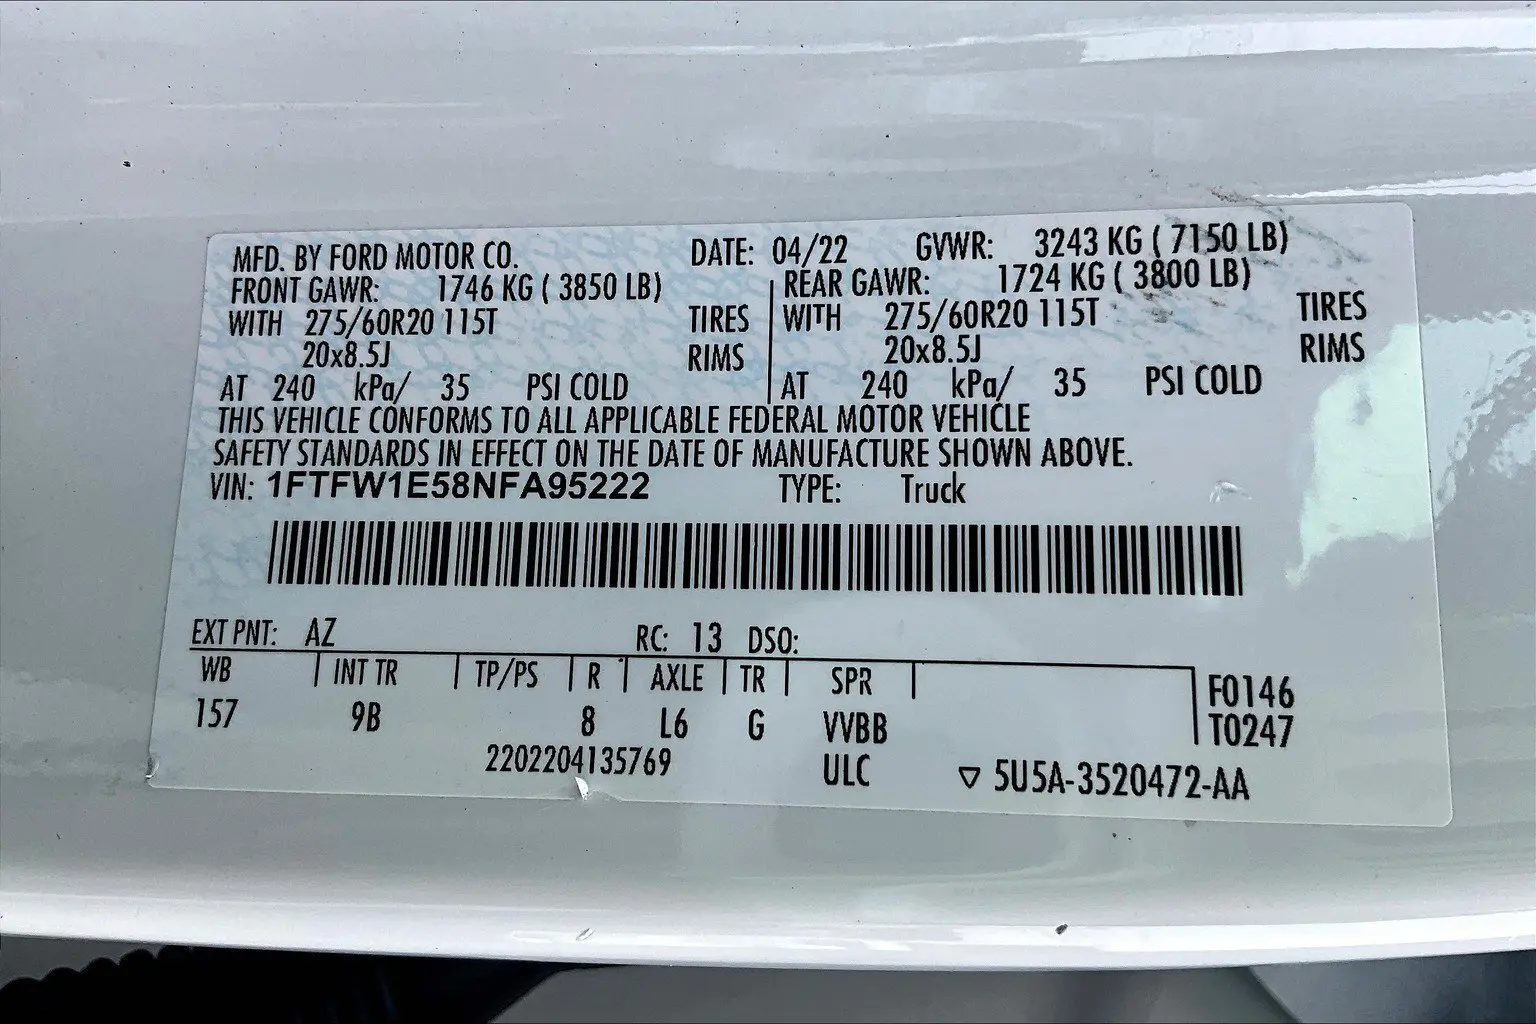 MFD. BY FORD MOTOR CO. DATE: 04/22 GVWR: 3243 KG ( 7150 LB)
FRONT GAWR: 1746 KG ( 3850 LB) REAR GAWR: 1724 KG ( 3800 LB)
WITH 275/60R20 115T TIRES WITH 275/60R20 115T TIRES
20x8.5J RIMS 20x8.5J RIMS
AT 240 kPa/ 35 PSI COLD AT 240 kPa/ 35 PSI COLD
THIS VEHICLE CONFORMS TO ALL APPLICABLE FEDERAL MOTOR VEHICLE
SAFETY STANDARDS IN EFFECT ON THE DATE OF MANUFACTURE SHOWN ABOVE.
VIN: 1FTFW1E58NFA95222 TYPE: Truck
EXT PNT: AZ RC: 13 DSO:
WB INT TR TP/PS R AXLE TR SPR F0146
157 9B 8 L6 G VVBB T0247
2202204135769 ULC ▽ 5U5A-3520472-AA